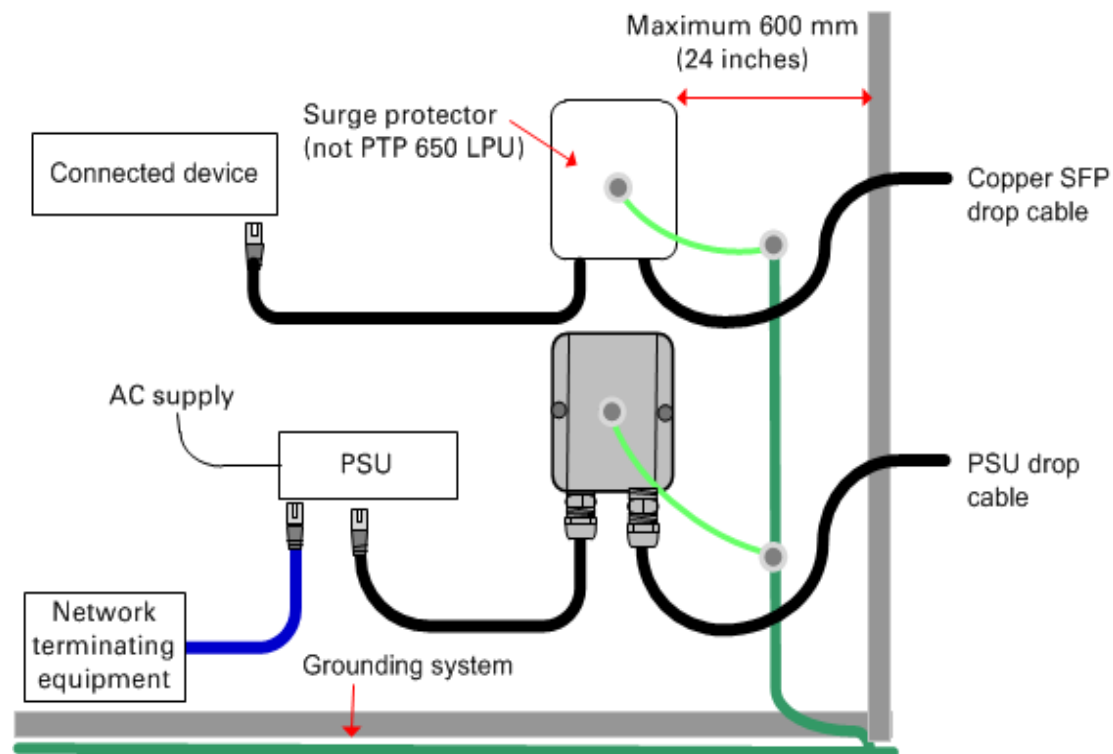 Maximum 600 mm
(24 inches)
Surge protector
(not PTP 650 LPU)
Connected device
Copper SFP
drop cable
AC supply
PSU
PSU drop
cable
Network
terminating
equipment
Grounding system